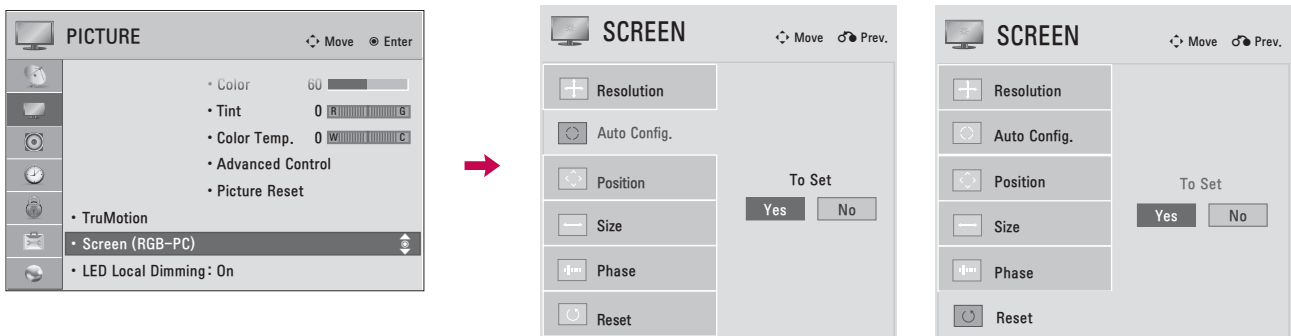 PICTURE
Move Enter
• Color 60
• Tint 0 R G
• Color Temp. 0 W C
• Advanced Control
• Picture Reset
• TruMotion
• Screen (RGB-PC)
• LED Local Dimming: On
SCREEN
Move Prev.
Resolution
Auto Config.
Position
Size
Phase
Reset
To Set
Yes No
SCREEN
Move Prev.
Resolution
Auto Config.
Position
Size
Phase
Reset
To Set
Yes No